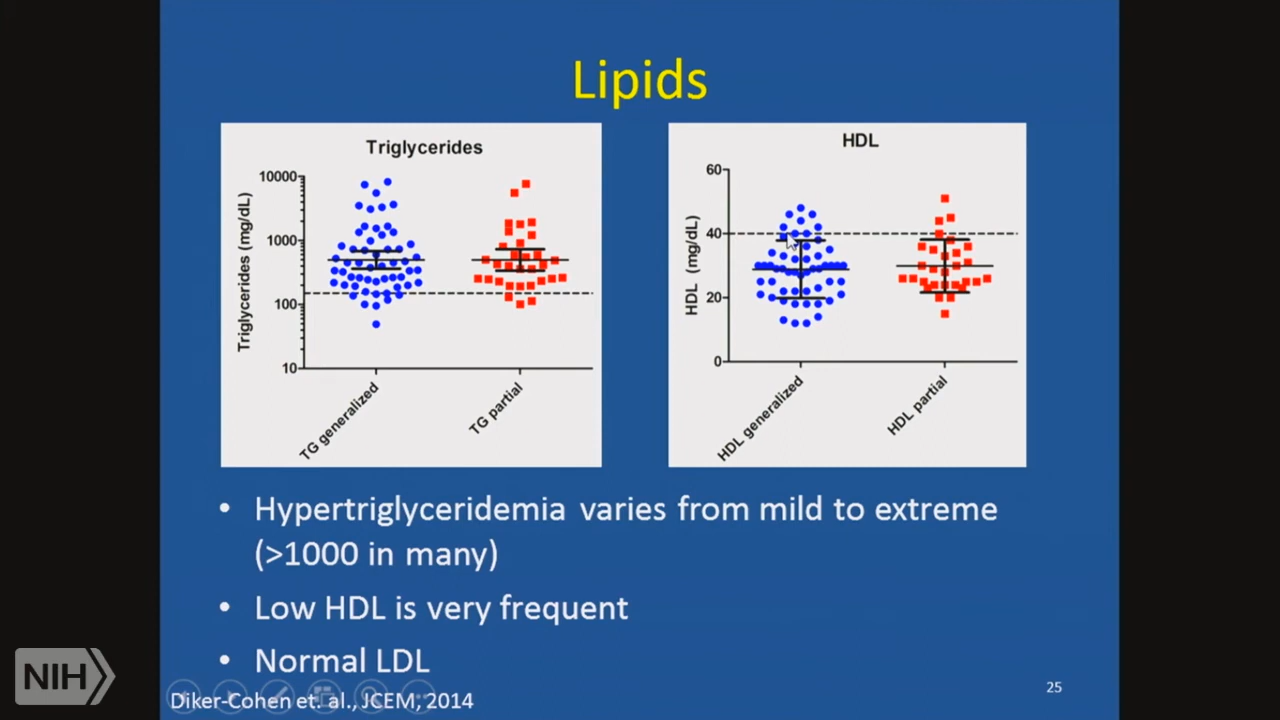 Lipids
Triglycerides
Triglycerides (mg/dL)
10000
1000
100
10
TG generalized
TG partial
HDL
HDL (mg/dL)
60
40
20
0
HDL generalized
HDL partial
• Hypertriglyceridemia varies from mild to extreme
(>1000 in many)
• Low HDL is very frequent
• Normal LDL
NIH
Diker-Cohen et. al., JCEM, 2014
25